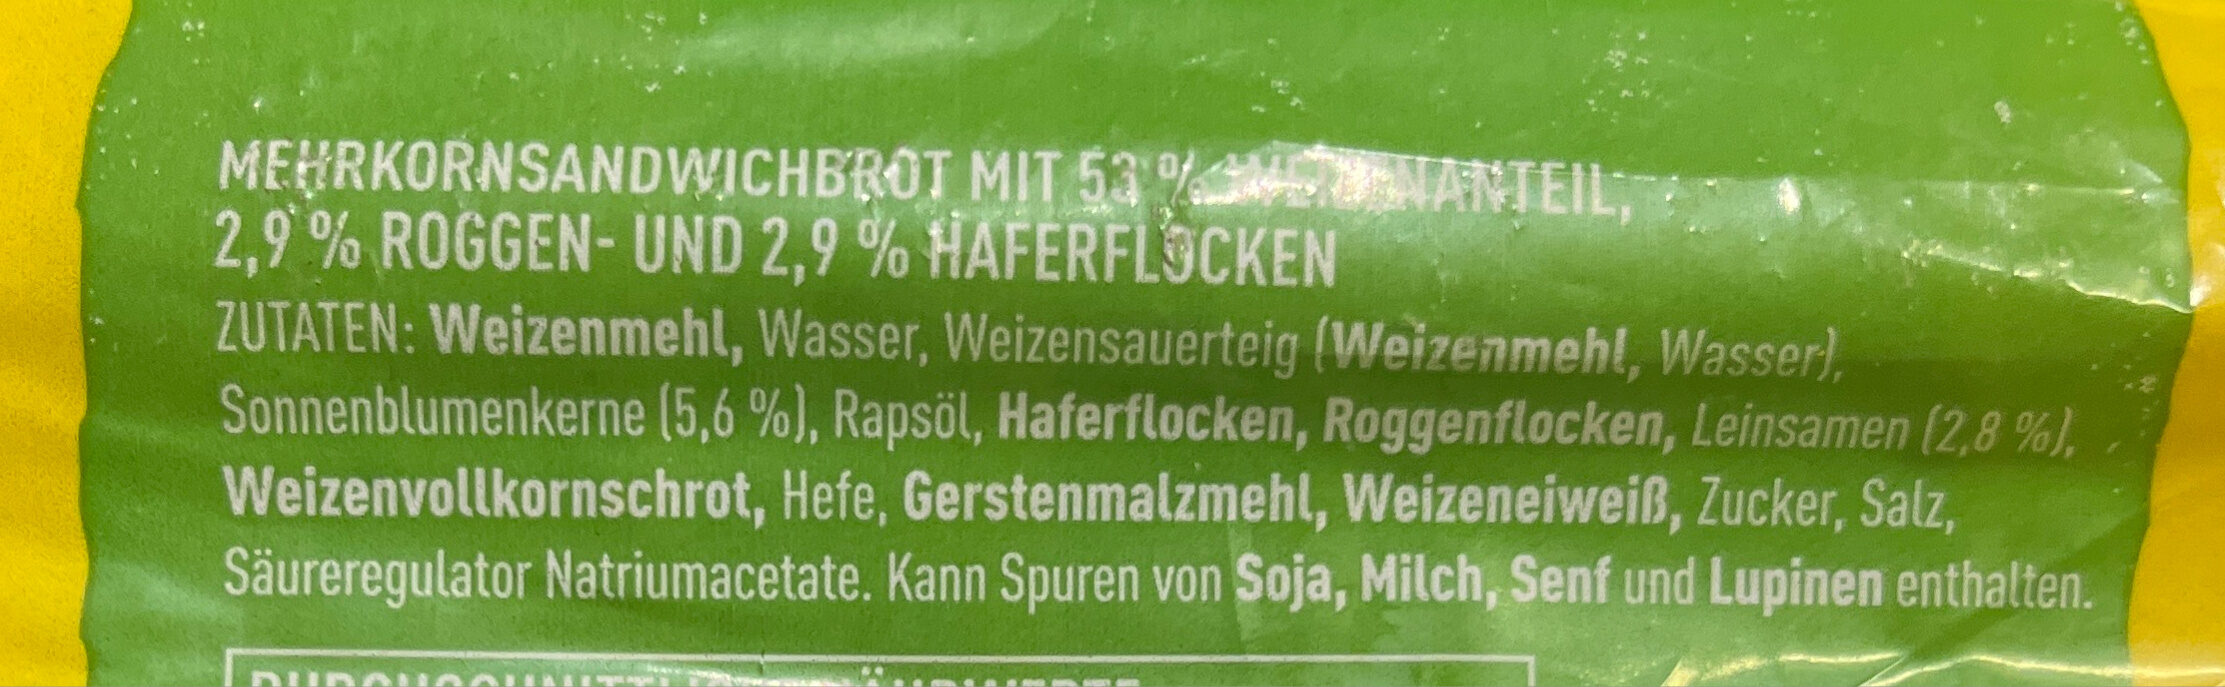 MEHRKORNSANDWICHBROT MIT 53 % WEIZENANTEIL,
2,9 % ROGGEN- UND 2,9 % HAFERFLOCKEN
ZUTATEN: Weizenmehl, Wasser, Weizensauerteig (Weizenmehl, Wasser),
Sonnenblumenkerne (5,6 %), Rapsöl, Haferflocken, Roggenflocken, Leinsamen (2,8 %),
Weizenvollkornschrot, Hefe, Gerstenmalzmehl, Weizeneiweiß, Zucker, Salz,
Säureregulator Natriumacetate. Kann Spuren von Soja, Milch, Senf und Lupinen enthalten.